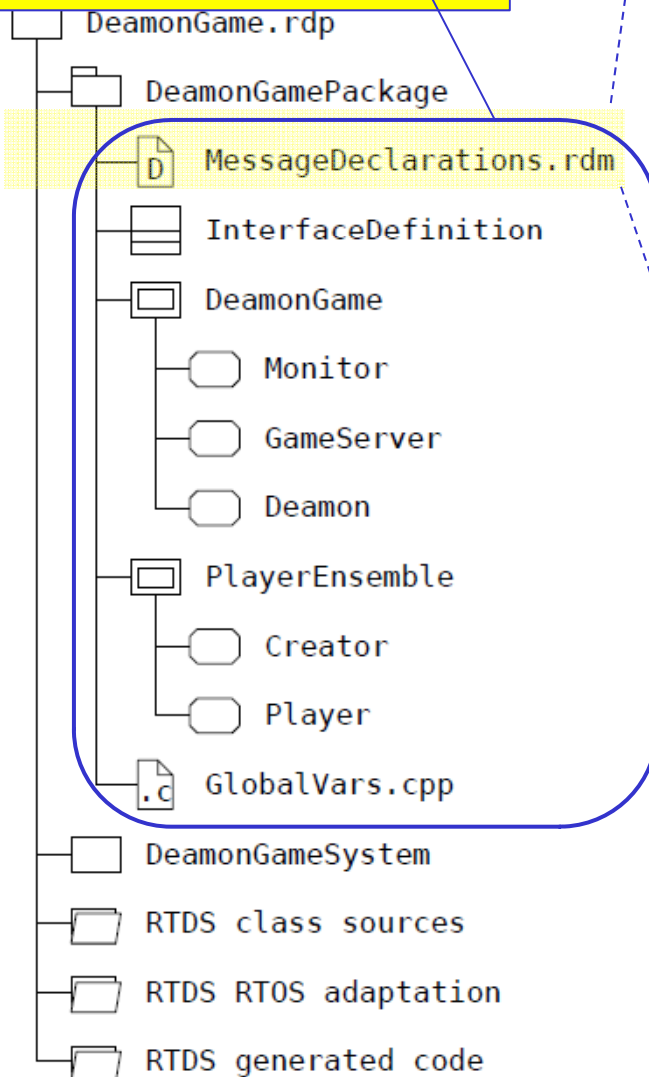 DeamonGame.rdp
DeamonGamePackage
D MessageDeclarations.rdm
InterfaceDefinition
DeamonGame
Monitor
GameServer
Deamon
PlayerEnsemble
Creator
Player
.c GlobalVars.cpp
DeamonGameSystem
RTDS class sources
RTDS RTOS adaptation
RTDS generated code